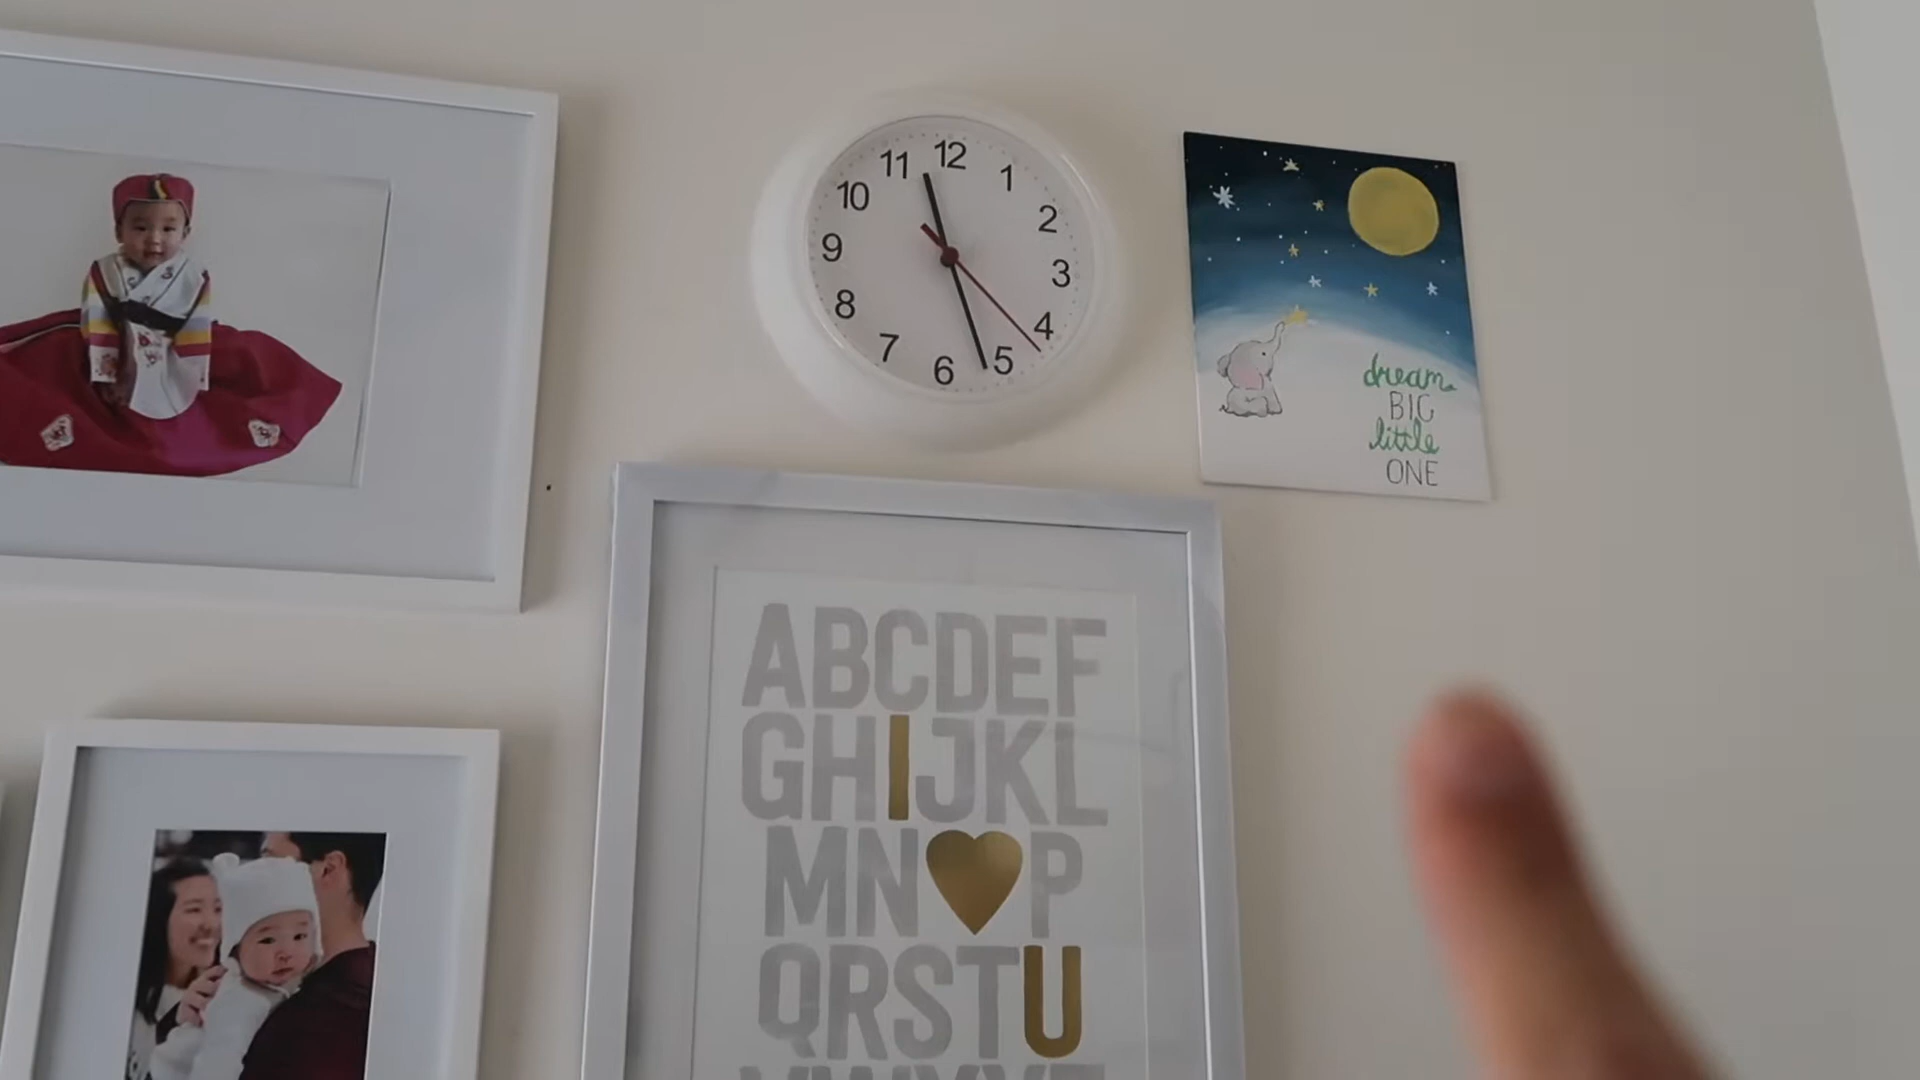 12
11
1
10
2
9
3
8
4
7
5
6
dream
BIG
little
ONE
ABCDEF
GHIJKL
MN♥P
QRSTU